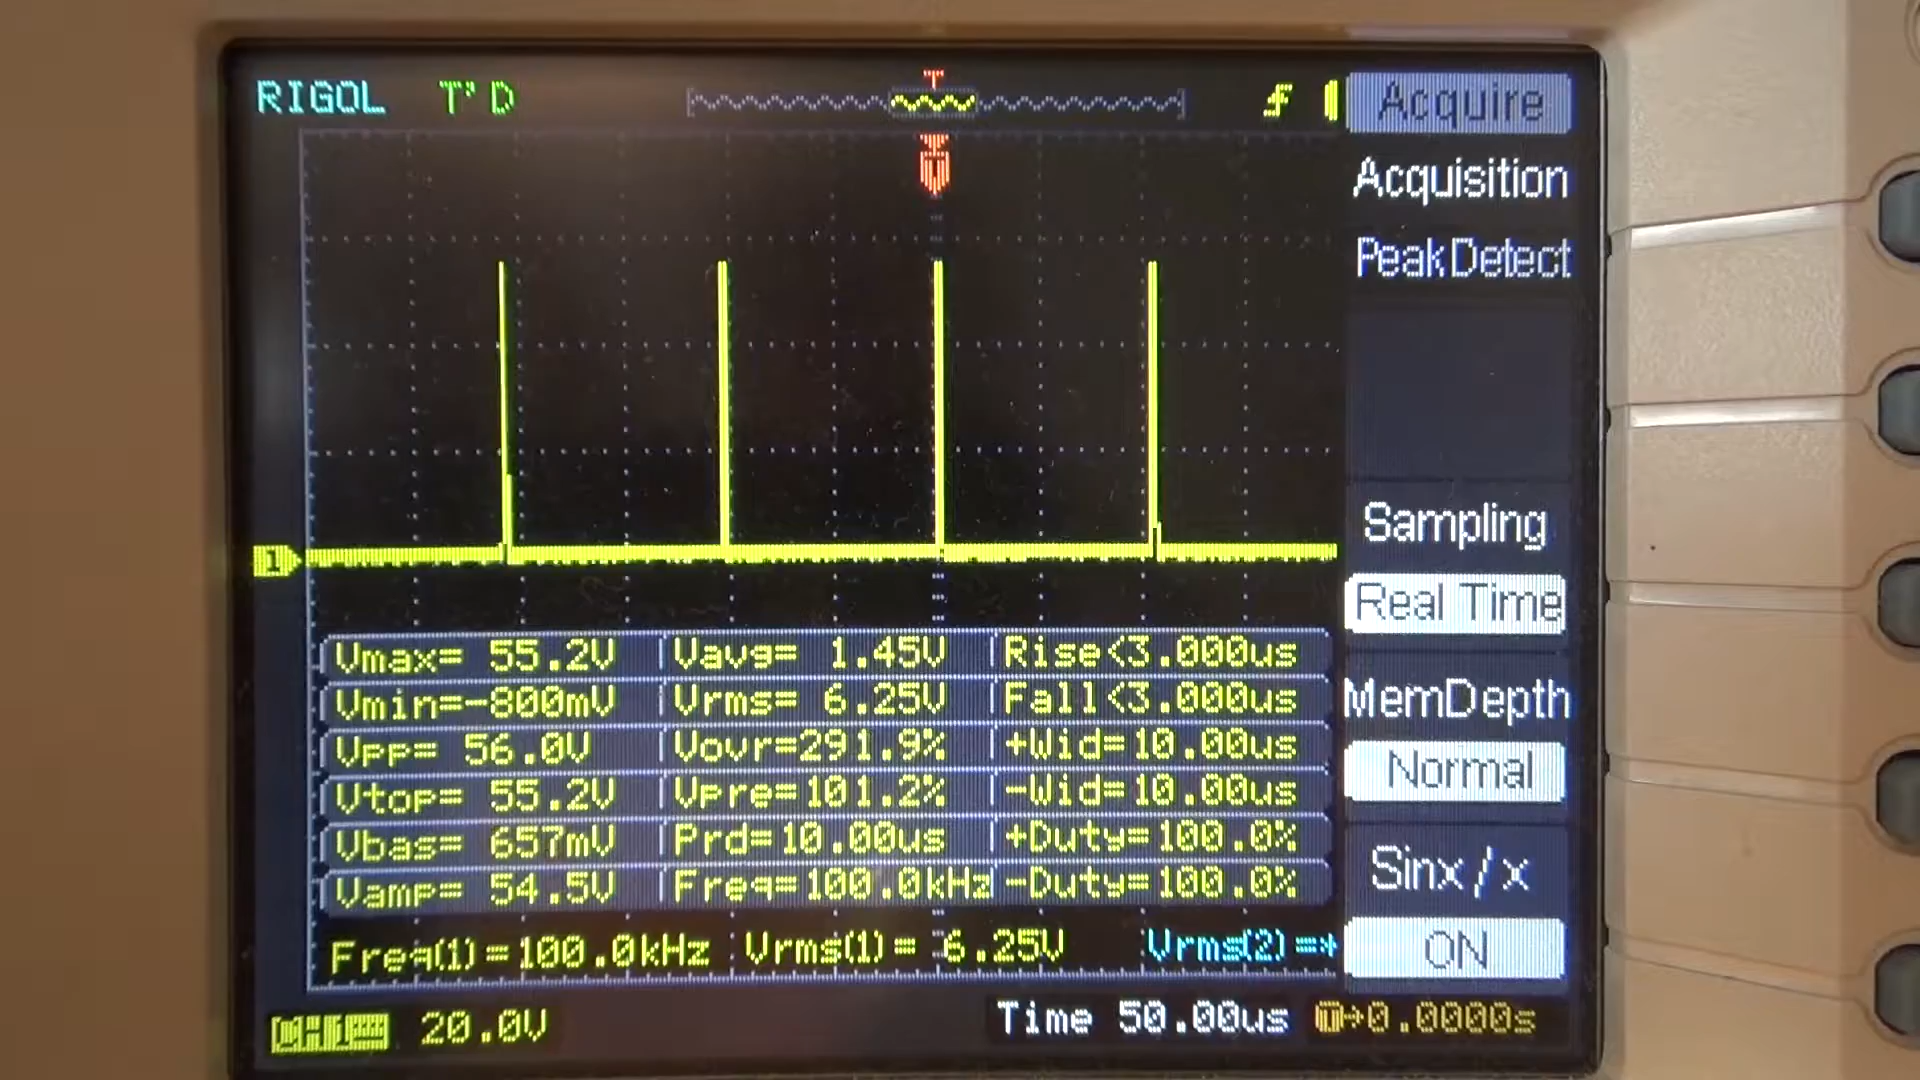 RIGOL T'D T Acquire
Acquisition
PeakDetect
Sampling
Real Time
MemDepth
Normal
Sinx/x
ON
1
Vmax= 55.2V Vavg= 1.45V Rise<3.000us
Vmin=-800mV Vrms= 6.25V Fall<3.000us
Vpp= 56.0V Vovr=291.9% +Wid=10.00us
Vtop= 55.2V Vpre=101.2% -Wid=10.00us
Vbas= 657mV Prd=10.00us +Duty=100.0%
Vamp= 54.5V Freq=100.0kHz -Duty=100.0%
Freq(1)=100.0kHz Vrms(1)= 6.25V Vrms(2)=*
CH1 20.0V Time 50.00us T→0.0000s